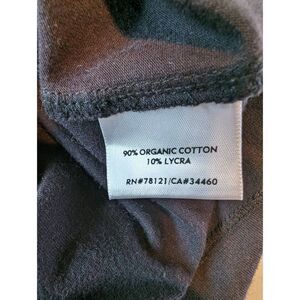 90% ORGANIC COTTON
10% LYCRA
RN#78121/CA#34460